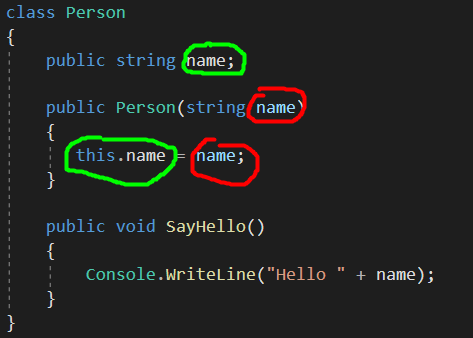 class Person
{
public string name;
public Person(string name)
{
this.name = name;
}
public void SayHello()
{
Console.WriteLine("Hello " + name);
}
}